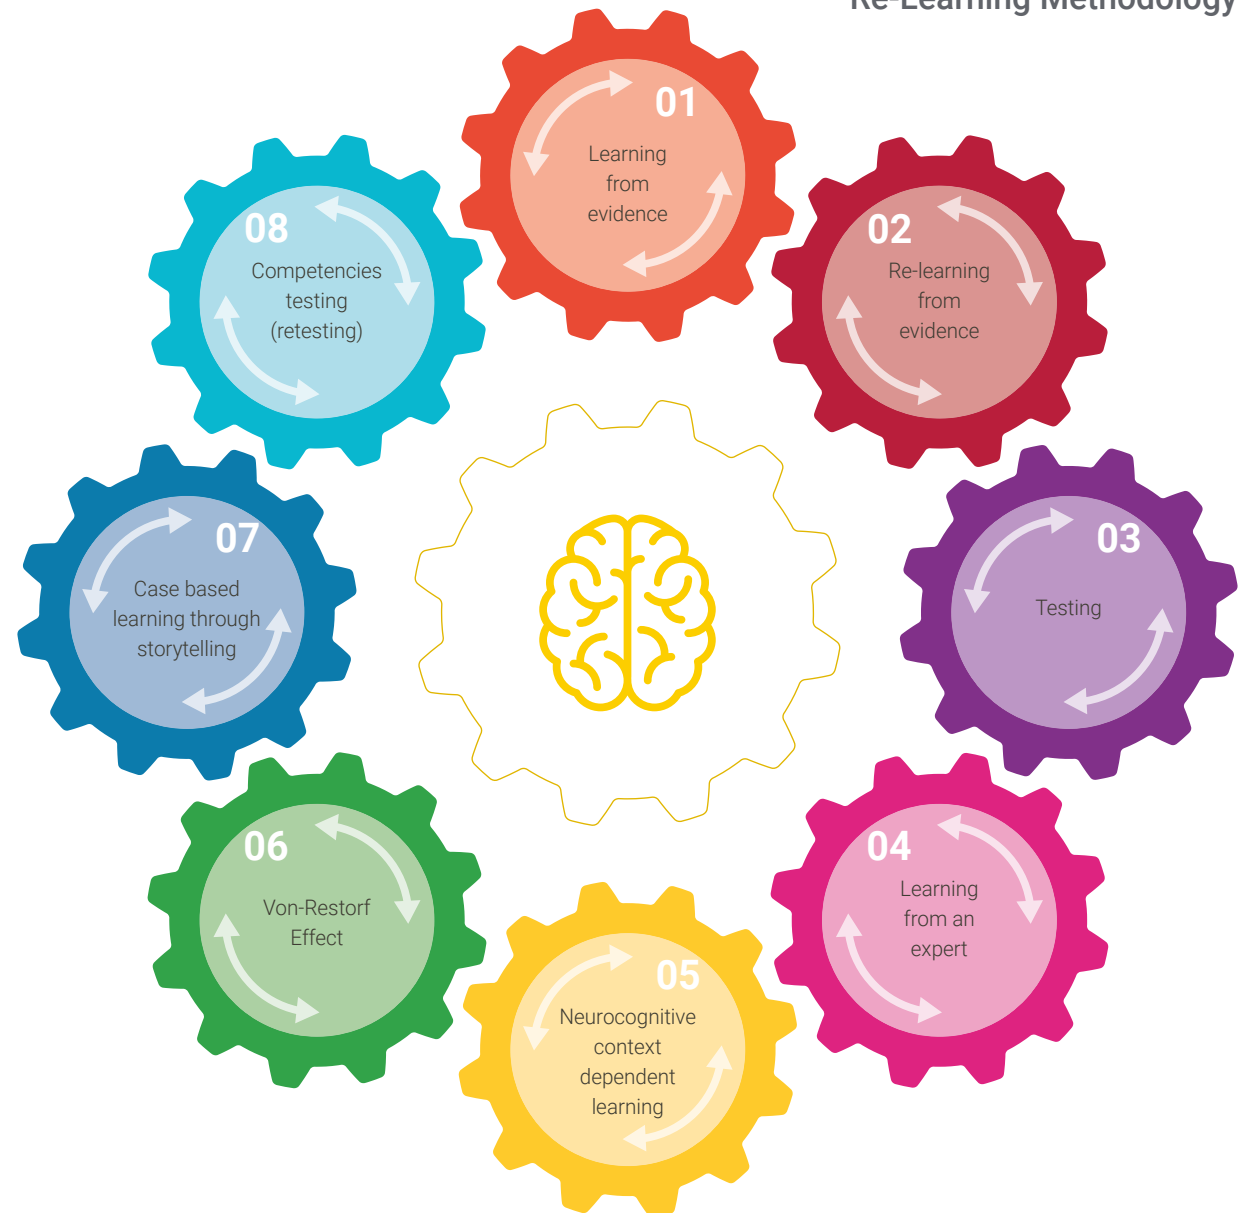 Re-Learning Methodology
01
Learning
from
evidence
02
Re-learning
from
evidence
03
Testing
04
Learning
from an
expert
05
Neurocognitive
context
dependent
learning
06
Von-Restorf
Effect
07
Case based
learning through
storytelling
08
Competencies
testing
(retesting)